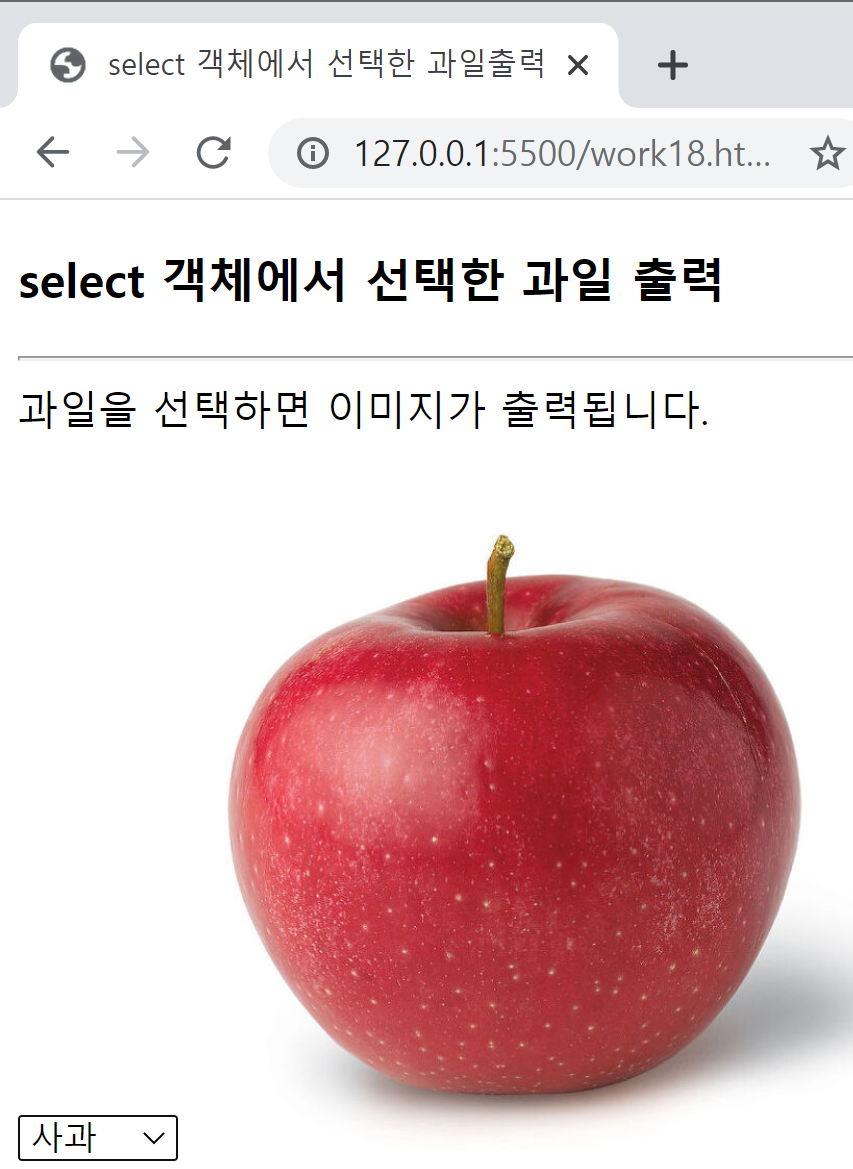 select 객체에서 선택한 과일출력
127.0.0.1:5500/work18.ht...
select 객체에서 선택한 과일 출력
과일을 선택하면 이미지가 출력됩니다.
사과